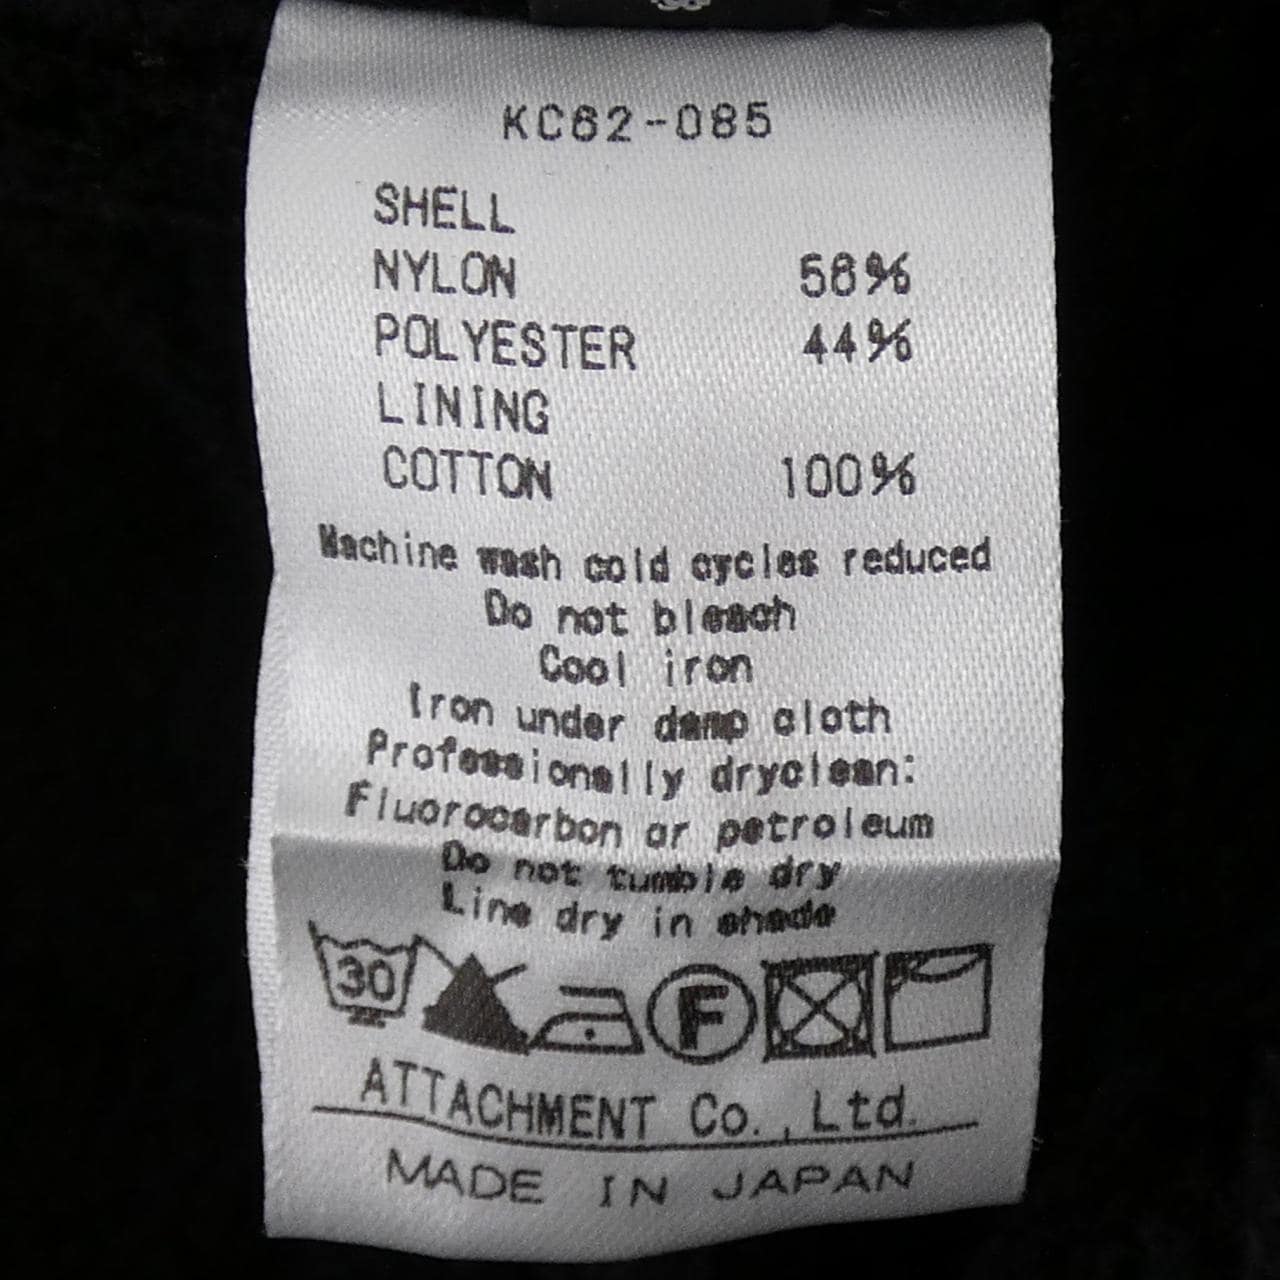 KC62-085
SHELL
NYLON 56%
POLYESTER 44%
LINING
COTTON 100%
Machine wash cold cycles reduced
Do not bleach
Cool iron
Iron under damp cloth
Professionally dryclean:
Fluorocarbon or petroleum
Do not tumble dry
Line dry in shade
30 F
ATTACHMENT Co., Ltd.
MADE IN JAPAN